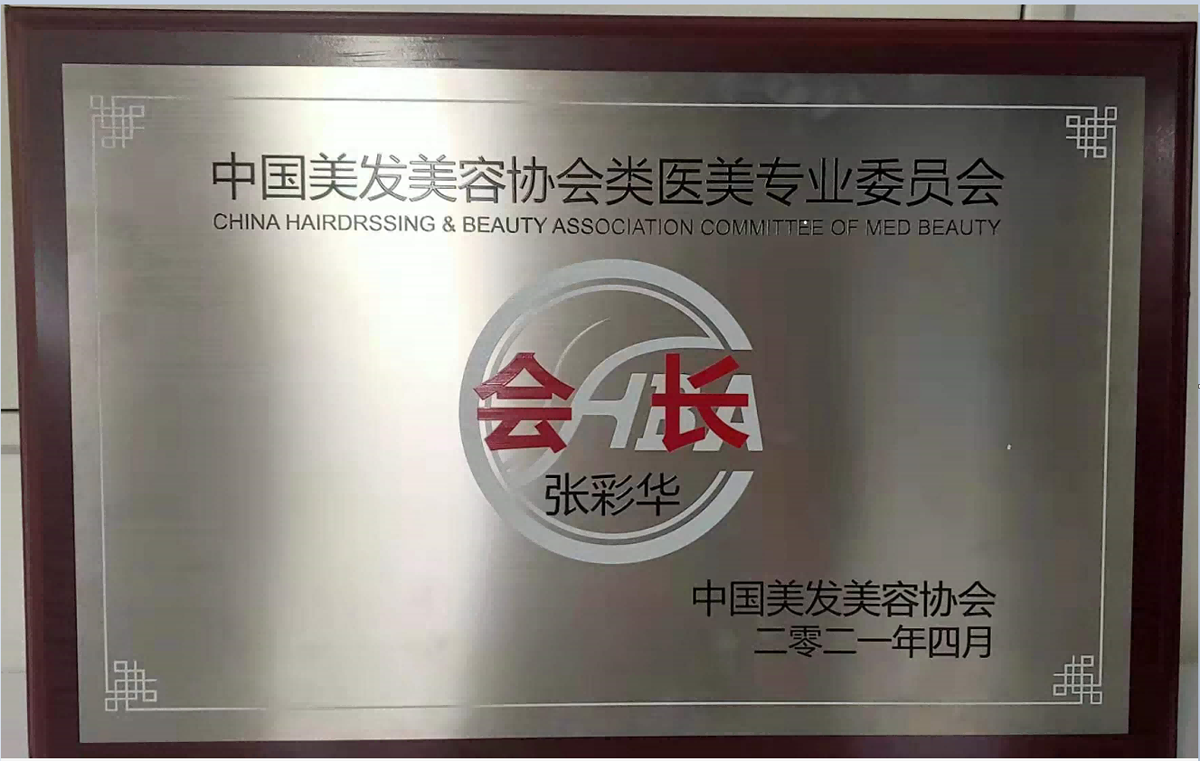 中国美发美容协会类医美专业委员会
CHINA HAIRDRSSING & BEAUTY ASSOCIATION COMMITTEE OF MED BEAUTY
HBA
会长
张彩华
中国美发美容协会
二零二一年四月